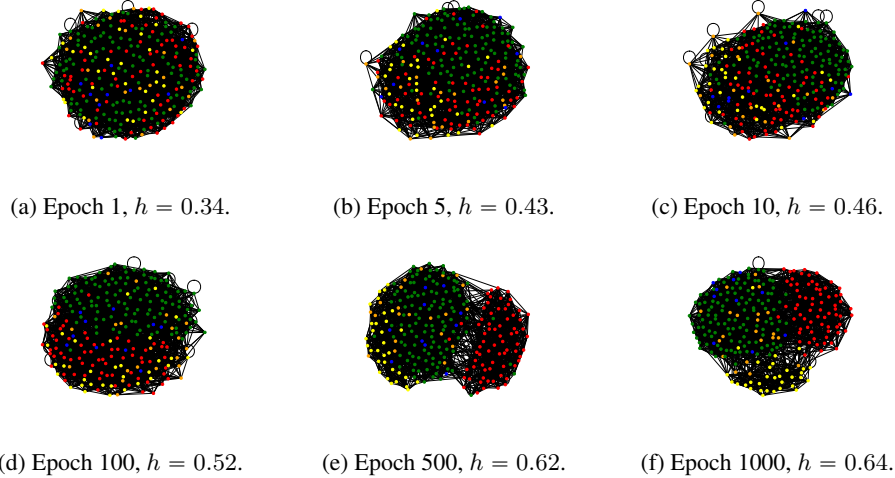 (a) Epoch 1, h = 0.34.
(b) Epoch 5, h = 0.43.
(c) Epoch 10, h = 0.46.
(d) Epoch 100, h = 0.52.
(e) Epoch 500, h = 0.62.
(f) Epoch 1000, h = 0.64.